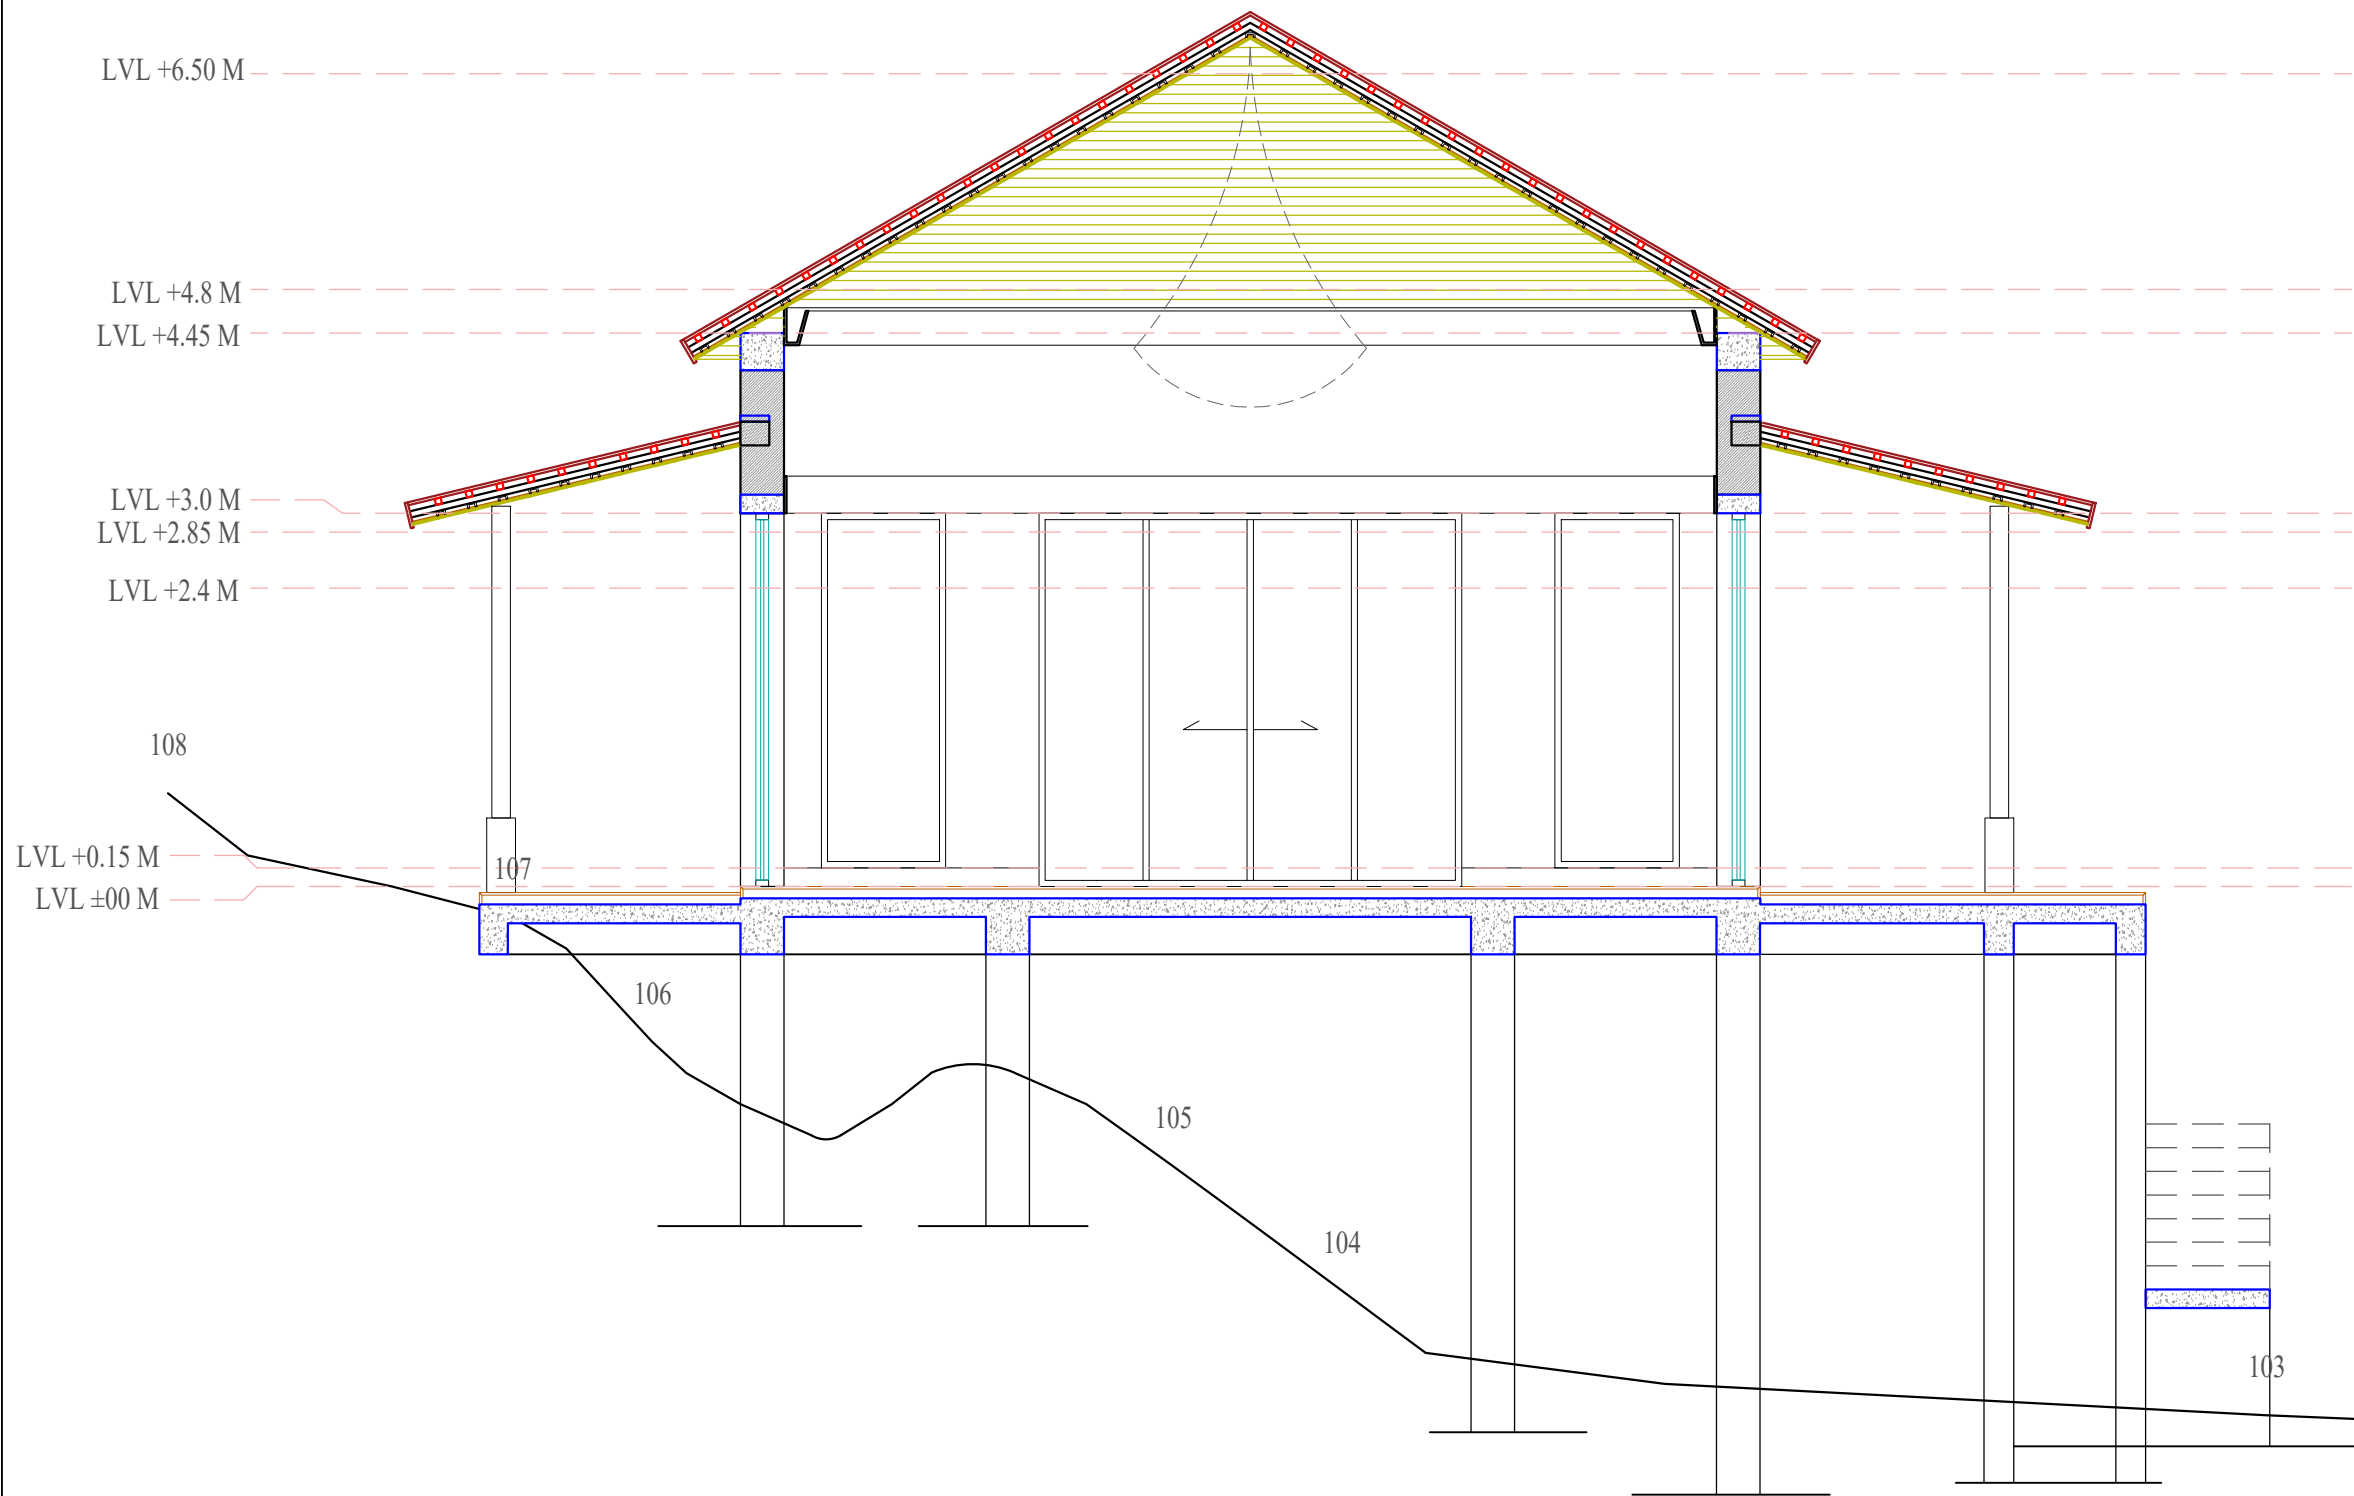 LVL +6.50 M
LVL +4.8 M
LVL +4.45 M
LVL +3.0 M
LVL +2.85 M
LVL +2.4 M
108
LVL +0.15 M
107
LVL ±00 M
106
105
104
103